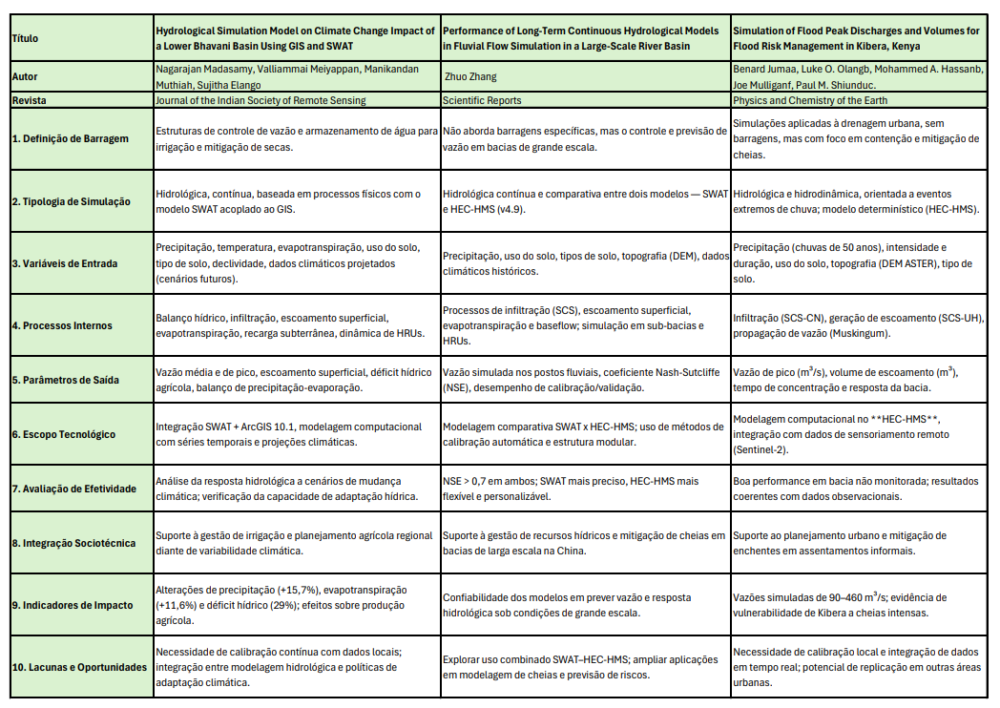 Título
Hydrological Simulation Model on Climate Change Impact of
a Lower Bhavani Basin Using GIS and SWAT
Performance of Long-Term Continuous Hydrological Models
in Fluvial Flow Simulation in a Large-Scale River Basin
Simulation of Flood Peak Discharges and Volumes for
Flood Risk Management in Kibera, Kenya
Autor
Nagarajan Madasamy, Valliammai Meiyappan, Manikandan
Muthiah, Sujitha Elango
Zhuo Zhang
Benard Jumaa, Luke O. Olangb, Mohammed A. Hassanb,
Joe Mulliganf, Paul M. Shiunduc.
Revista
Journal of the Indian Society of Remote Sensing
Scientific Reports
Physics and Chemistry of the Earth
1. Definição de Barragem
Estruturas de controle de vazão e armazenamento de água para
irrigação e mitigação de secas.
Não aborda barragens específicas, mas o controle e previsão de
vazão em bacias de grande escala.
Simulações aplicadas à drenagem urbana, sem
barragens, mas com foco em contenção e mitigação de
cheias.
2. Tipologia de Simulação
Hidrológica, contínua, baseada em processos físicos com o
modelo SWAT acoplado ao GIS.
Hidrológica contínua e comparativa entre dois modelos — SWAT
e HEC-HMS (v4.9).
Hidrológica e hidrodinâmica, orientada a eventos
extremos de chuva; modelo determinístico (HEC-HMS).
3. Variáveis de Entrada
Precipitação, temperatura, evapotranspiração, uso do solo,
tipo de solo, declividade, dados climáticos projetados
(cenários futuros).
Precipitação, uso do solo, tipos de solo, topografia (DEM), dados
climáticos históricos.
Precipitação (chuvas de 50 anos), intensidade e
duração, uso do solo, topografia (DEM ASTER), tipo de
solo.
4. Processos Internos
Balanço hídrico, infiltração, escoamento superficial,
evapotranspiração, recarga subterrânea, dinâmica de HRUs.
Processos de infiltração (SCS), escoamento superficial,
evapotranspiração e baseflow; simulação em sub-bacias e
HRUs.
Infiltração (SCS-CN), geração de escoamento (SCS-UH),
propagação de vazão (Muskingum).
5. Parâmetros de Saída
Vazão média e de pico, escoamento superficial, déficit hídrico
agrícola, balanço de precipitação-evaporação.
Vazão simulada nos postos fluviais, coeficiente Nash-Sutcliffe
(NSE), desempenho de calibração/validação.
Vazão de pico (m³/s), volume de escoamento (m³),
tempo de concentração e resposta da bacia.
6. Escopo Tecnológico
Integração SWAT + ArcGIS 10.1, modelagem computacional
com séries temporais e projeções climáticas.
Modelagem comparativa SWAT x HEC-HMS; uso de métodos de
calibração automática e estrutura modular.
Modelagem computacional no **HEC-HMS**,
integração com dados de sensoriamento remoto
(Sentinel-2).
7. Avaliação de Efetividade
Análise da resposta hidrológica a cenários de mudança
climática; verificação da capacidade de adaptação hídrica.
NSE > 0,7 em ambos; SWAT mais preciso, HEC-HMS mais
flexível e personalizável.
Boa performance em bacia não monitorada; resultados
coerentes com dados observacionais.
8. Integração Sociotécnica
Suporte à gestão de irrigação e planejamento agrícola regional
diante de variabilidade climática.
Suporte à gestão de recursos hídricos e mitigação de cheias em
bacias de larga escala na China.
Suporte ao planejamento urbano e mitigação de
enchentes em assentamentos informais.
9. Indicadores de Impacto
Alterações de precipitação (+15,7%), evapotranspiração
(+11,6%) e déficit hídrico (29%); efeitos sobre produção
agrícola.
Confiabilidade dos modelos em prever vazão e resposta
hidrológica sob condições de grande escala.
Vazões simuladas de 90–460 m³/s; evidência de
vulnerabilidade de Kibera a cheias intensas.
10. Lacunas e Oportunidades
Necessidade de calibração contínua com dados locais;
integração entre modelagem hidrológica e políticas de
adaptação climática.
Explorar uso combinado SWAT–HEC-HMS; ampliar aplicações
em modelagem de cheias e previsão de riscos.
Necessidade de calibração local e integração de dados
em tempo real; potencial de replicação em outras áreas
urbanas.